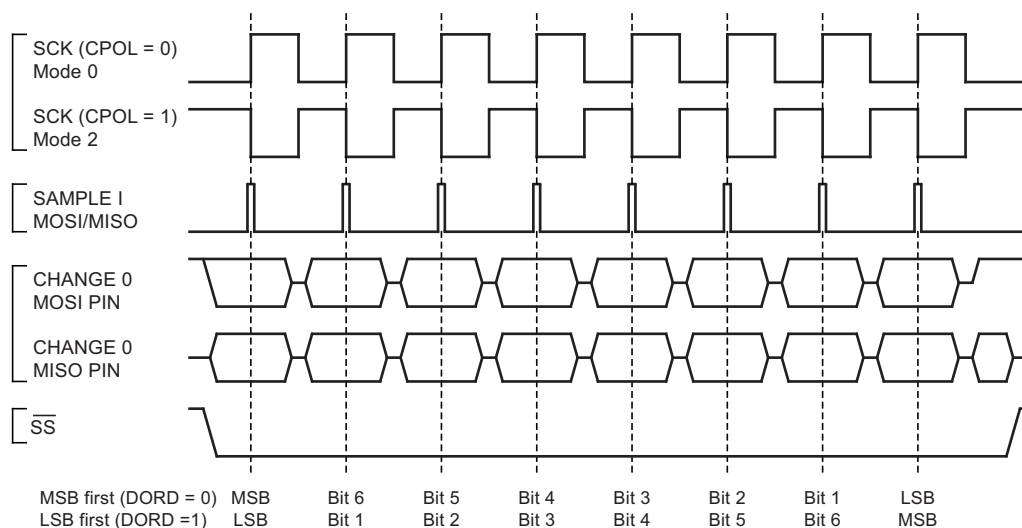 SCK (CPOL = 0)
Mode 0
SCK (CPOL = 1)
Mode 2
SAMPLE I
MOSI/MISO
CHANGE 0
MOSI PIN
CHANGE 0
MISO PIN
SS
MSB first (DORD = 0) MSB Bit 6 Bit 5 Bit 4 Bit 3 Bit 2 Bit 1 LSB
LSB first (DORD =1) LSB Bit 1 Bit 2 Bit 3 Bit 4 Bit 5 Bit 6 MSB